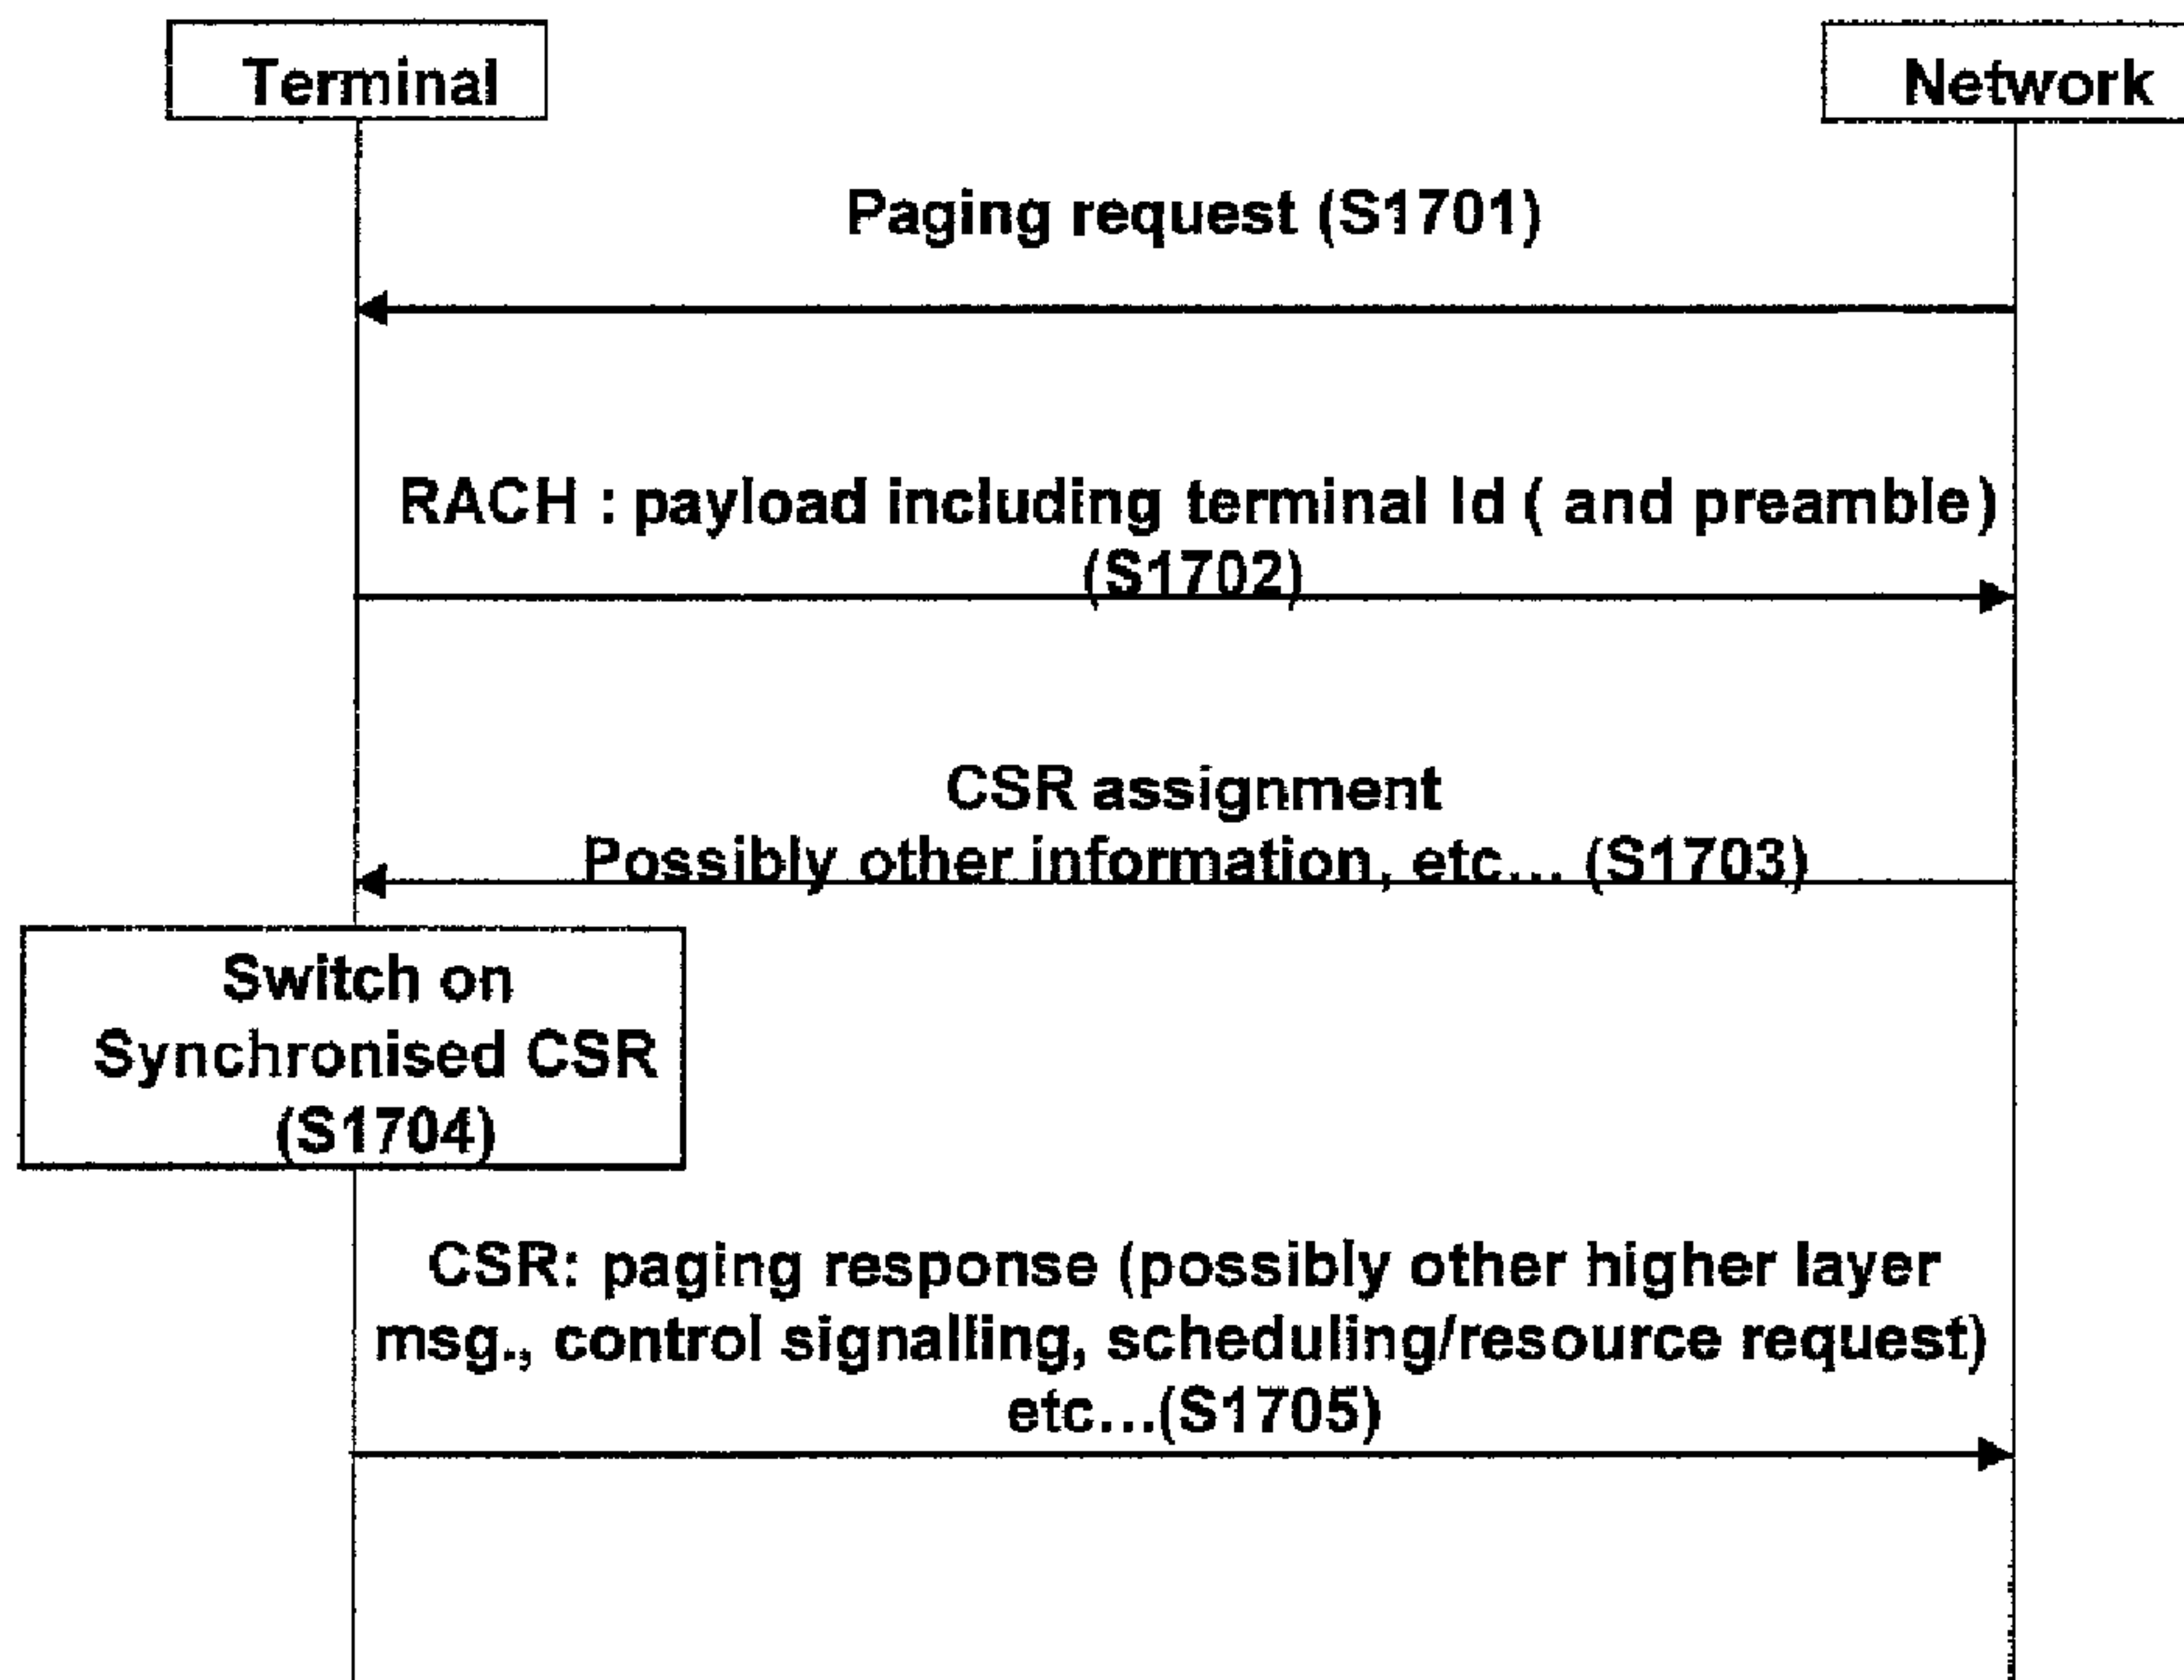 Terminal
Network
Paging request (S1701)
RACH : payload including terminal Id ( and preamble)
(S1702)
CSR assignment
Possibly other information, etc... (S1703)
Switch on
Synchronised CSR
(S1704)
CSR: paging response (possibly other higher layer
msg., control signalling, scheduling/resource request)
etc...(S1705)